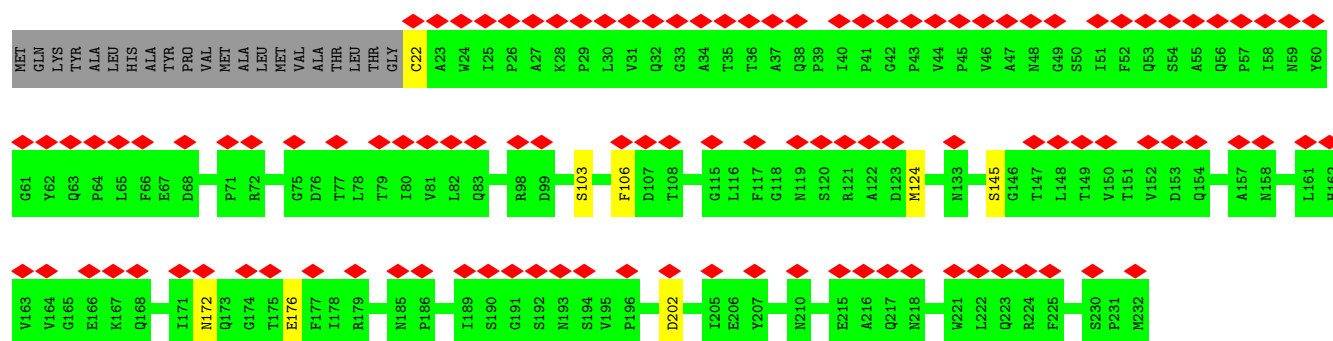 MET GLN LYS TYR ALA LEU HIS ALA TYR PRO VAL MET ALA LEU MET VAL ALA THR LEU THR GLY C22 A23 W24 I25 P26 A27 K28 P29 L30 V31 Q32 G33 A34 T35 T36 A37 Q38 P39 I40 P41 G42 P43 V44 P45 V46 A47 N48 G49 S50 I51 F52 Q53 S54 A55 Q56 P57 I58 N59 Y60
G61 Y62 Q63 P64 L65 F66 E67 D68 P71 R72 G75 D76 T77 L78 T79 I80 V81 L82 Q83 R98 D99 S103 F106 D107 T108 G115 L116 F117 G118 N119 S120 R121 A122 D123 M124 N133 S145 G146 T147 L148 T149 V150 T151 V152 D153 Q154 A157 N158 L161
V163 V164 G165 E166 K167 Q168 I171 N172 Q173 G174 T175 E176 F177 I178 R179 N185 P186 I189 S190 G191 S192 N193 S194 V195 P196 D202 I205 E206 Y207 N210 E215 A216 Q217 N218 W221 L222 Q223 R224 F225 S230 P231 M232